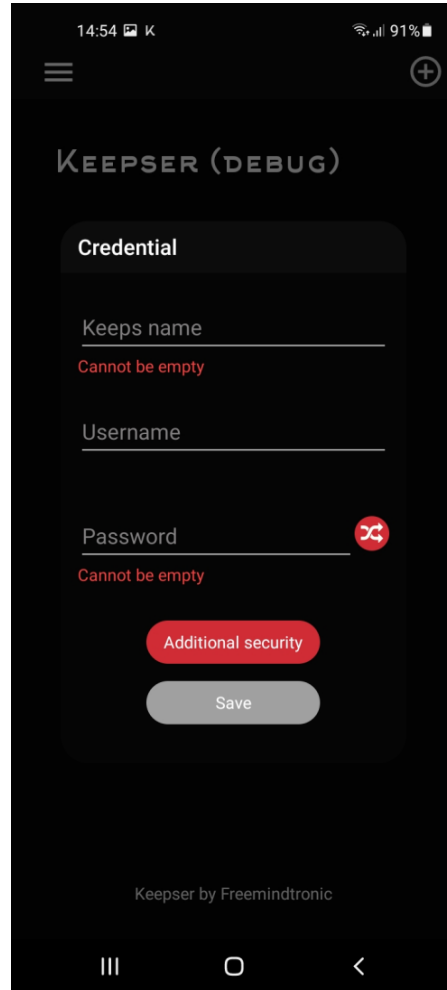 14:54 K 91%
KEEPSER (DEBUG)
Credential
Keeps name
Cannot be empty
Username
Password
Cannot be empty
Additional security
Save
Keepser by Freemindtronic